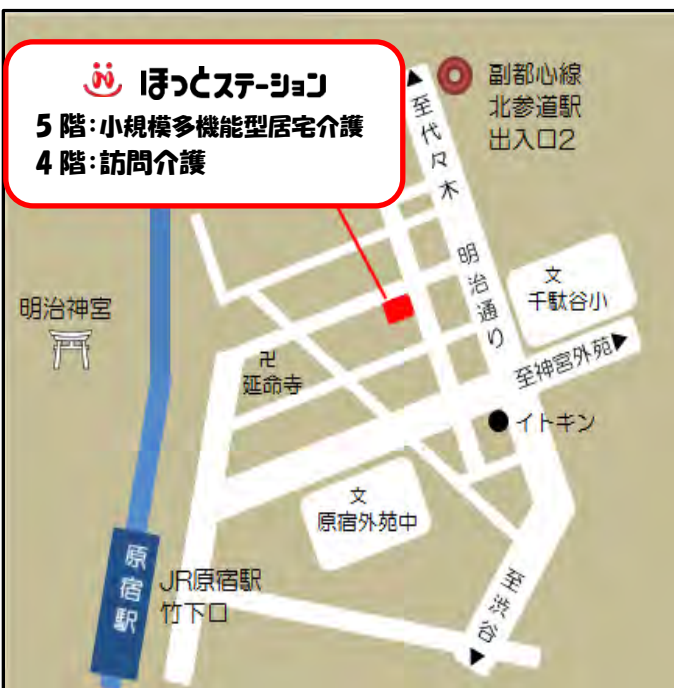 ほっとステーション
5階：小規模多機能型居宅介護
4階：訪問介護
副都心線
北参道駅
出入口2
▲至代々木
明治通り
文
千駄谷小
至神宮外苑▶
明治神宮
卍
延命寺
イトキン
文
原宿外苑中
原宿駅
JR原宿駅
竹下口
至渋谷▼